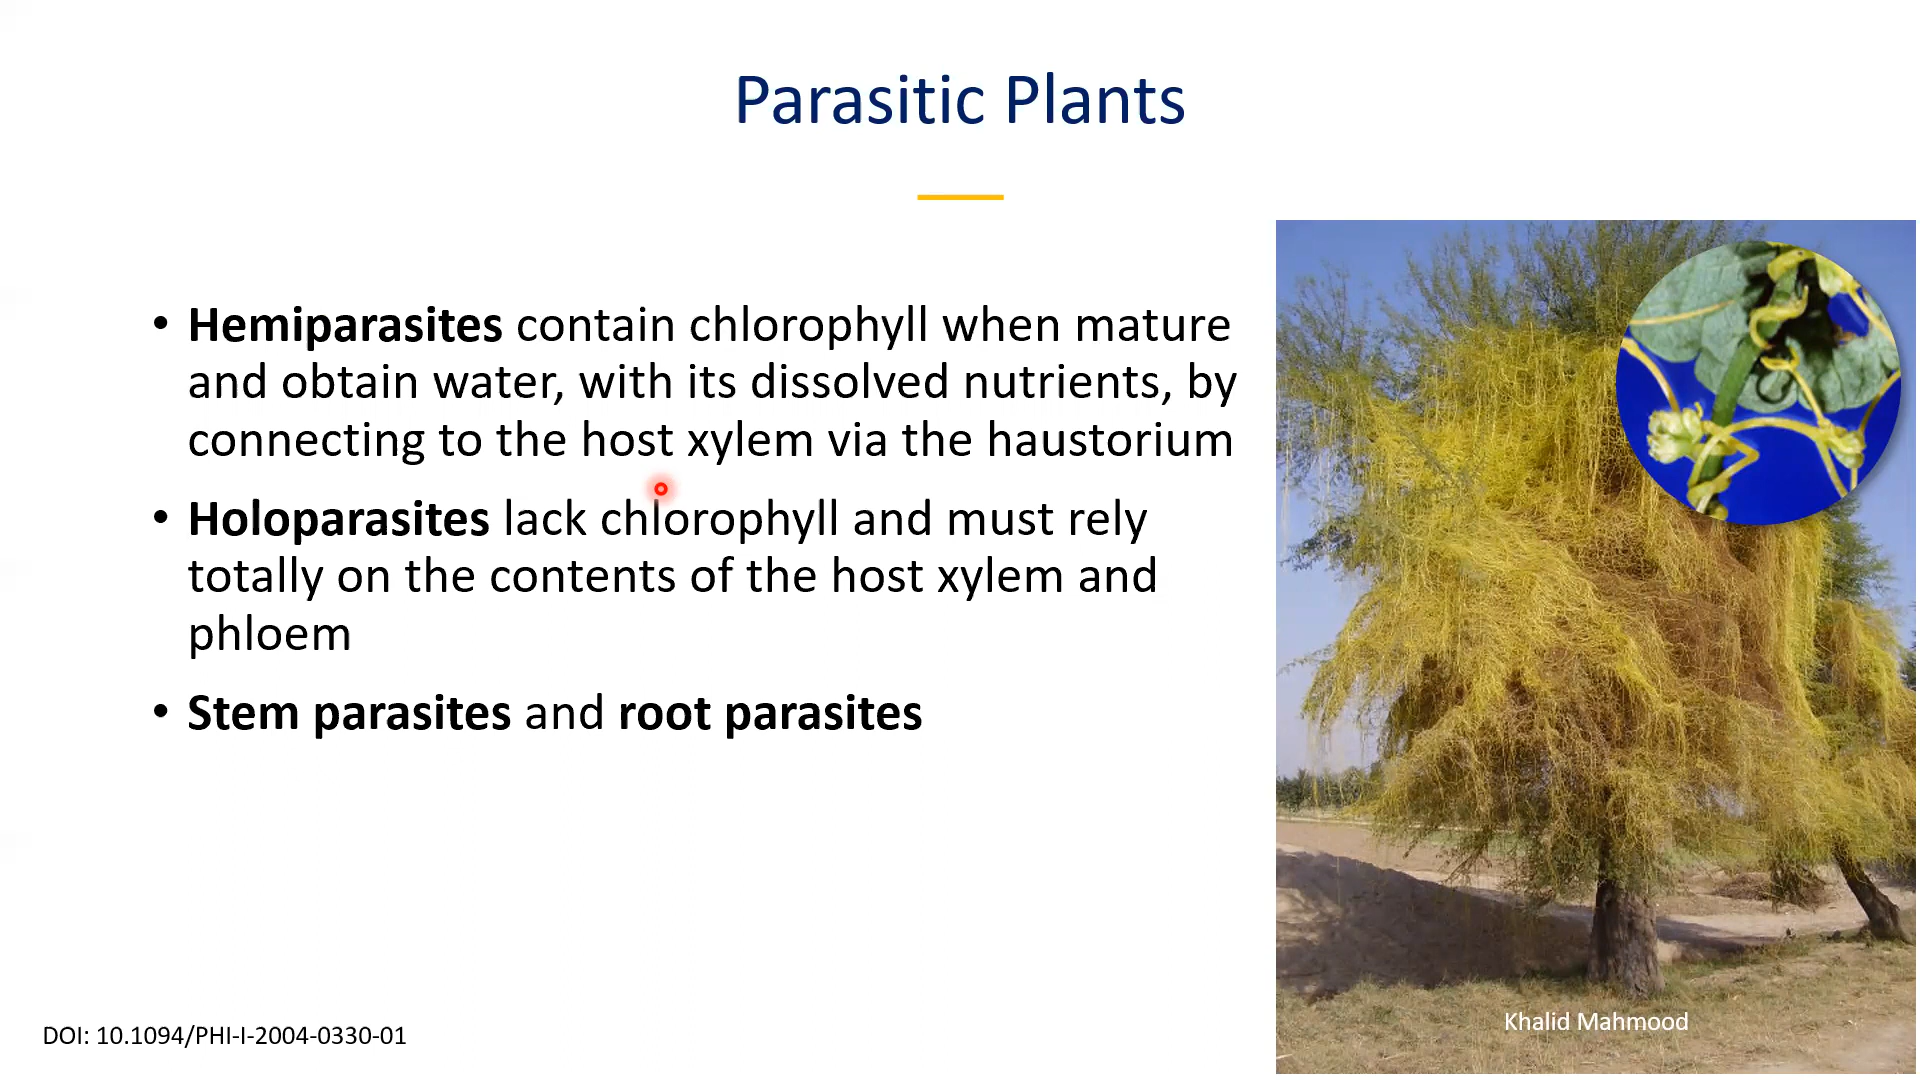 Parasitic Plants
• Hemiparasites contain chlorophyll when mature
and obtain water, with its dissolved nutrients, by
connecting to the host xylem via the haustorium
• Holoparasites lack chlorophyll and must rely
totally on the contents of the host xylem and
phloem
• Stem parasites and root parasites
Khalid Mahmood
DOI: 10.1094/PHI-I-2004-0330-01